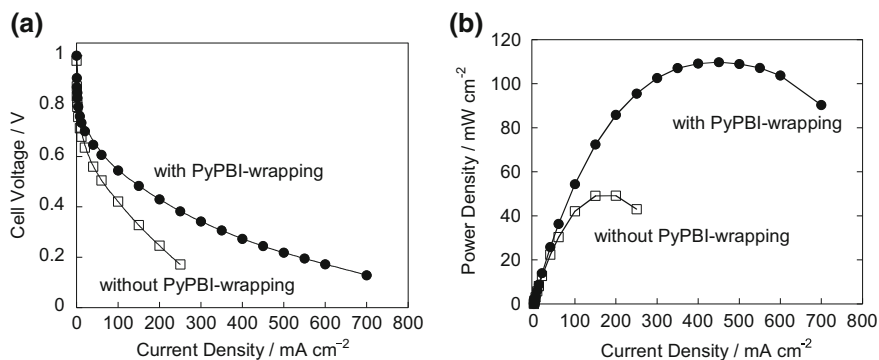 (a)
1
0.8
0.6
0.4
0.2
0
Cell Voltage / V
with PyPBI-wrapping
without PyPBI-wrapping
0 100 200 300 400 500 600 700 800
Current Density / mA cm⁻²
(b)
120
100
80
60
40
20
0
Power Density / mW cm⁻²
with PyPBI-wrapping
without PyPBI-wrapping
0 100 200 300 400 500 600 700 800
Current Density / mA cm⁻²